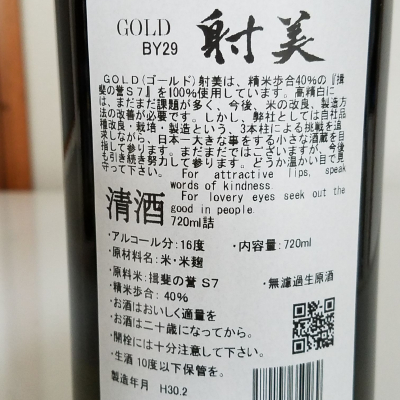 GOLD
BY29
射美
GOLD(ゴールド)射美は、精米歩合40%の『揖
斐の誉S7』を100%使用しています。高精白に
は、まだまだ課題が多く、今後、米の改良、製造方
法の改善が必要です。しかし、弊社としては自社品
種改良・栽培・製造という、3本柱による挑戦を追
求しながら、日本一大きな事をする小さな酒蔵を目
指して参ります。まだまだではございますが、今後
も引き続き努力して参ります。どうか温かい目で見
守って下さい。 For attractive lips, speak
words of kindness.
For lovery eyes seek out the
good in people.
清酒
720ml詰
・アルコール分:16度
・内容量:720ml
・原材料名:米・米麹
・原料米:揖斐の誉 S7
・無濾過生原酒
・精米歩合: 40%
・お酒はおいしく適量を
・お酒は二十歳になってから。
・開栓には十分注意して下さい。
・生酒 10度以下保管を。
製造年月 H30.2